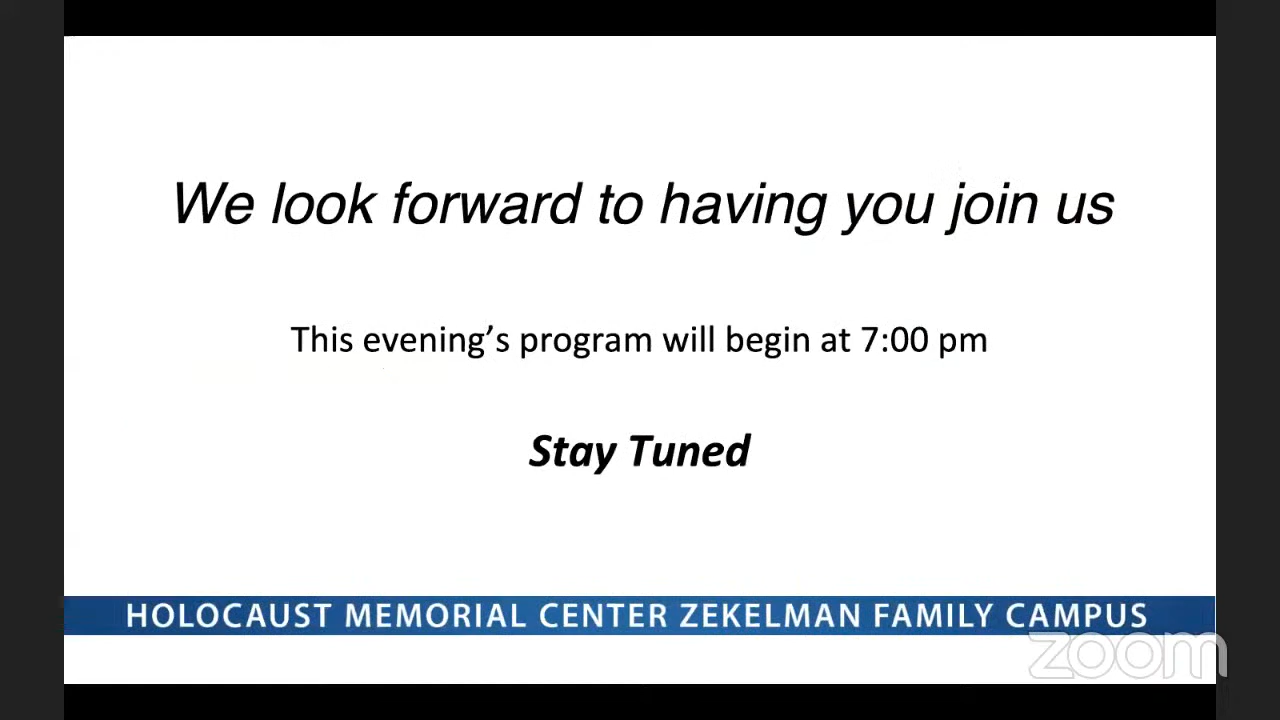 We look forward to having you join us
This evening’s program will begin at 7:00 pm
Stay Tuned
HOLOCAUST MEMORIAL CENTER ZEKELMAN FAMILY CAMPUS
zoom